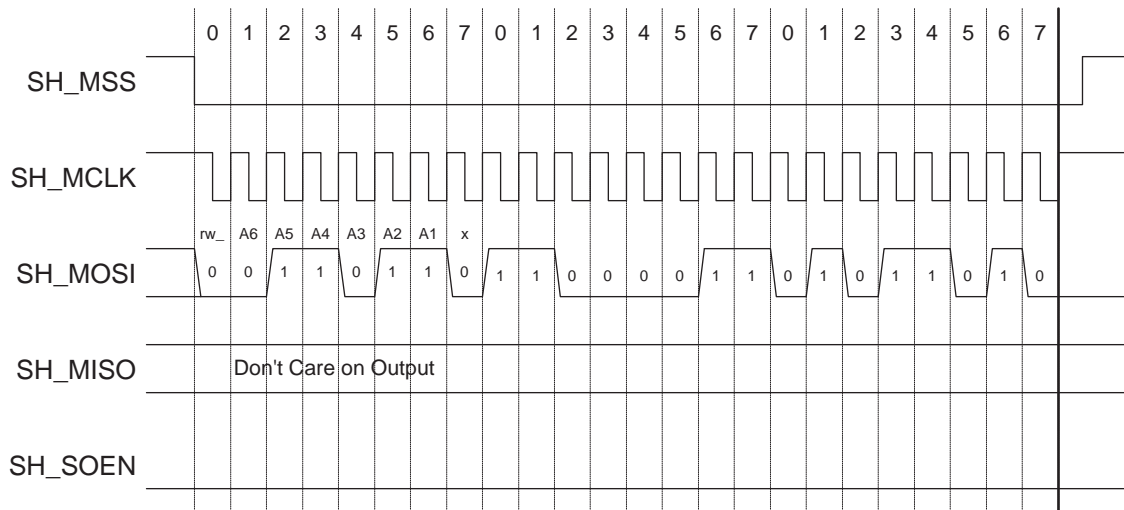 0 1 2 3 4 5 6 7 0 1 2 3 4 5 6 7 0 1 2 3 4 5 6 7
SH_MSS
SH_MCLK
rw_ A6 A5 A4 A3 A2 A1 x
SH_MOSI 0 0 1 1 0 1 1 0 1 1 0 0 0 0 1 1 0 1 0 1 1 0 1 0
SH_MISO Don't Care on Output
SH_SOEN